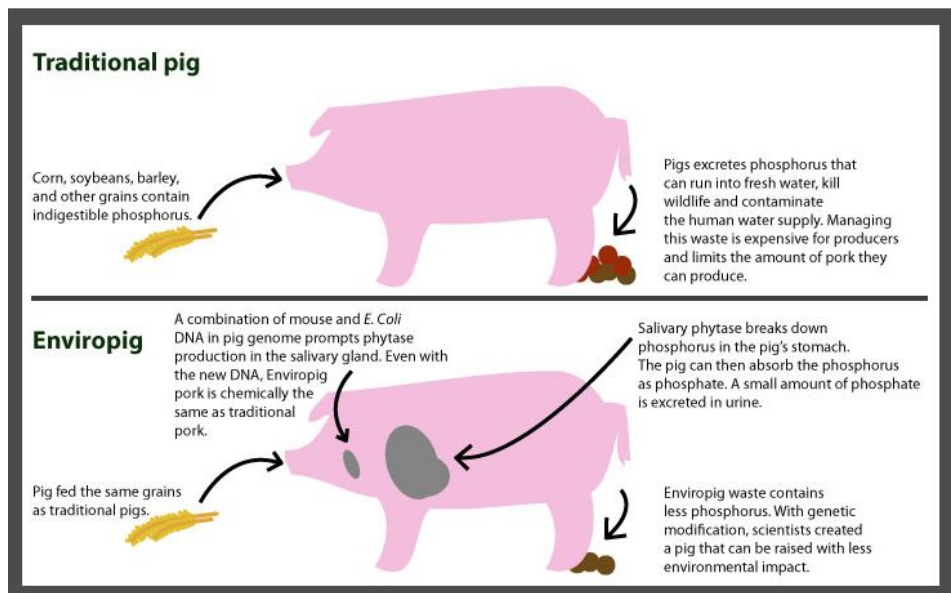 Traditional pig
Corn, soybeans, barley,
and other grains contain
indigestible phosphorus.
Pigs excretes phosphorus that
can run into fresh water, kill
wildlife and contaminate
the human water supply. Managing
this waste is expensive for producers
and limits the amount of pork they
can produce.
Enviropig
A combination of mouse and E. Coli
DNA in pig genome prompts phytase
production in the salivary gland. Even with
the new DNA, Enviropig
pork is chemically the
same as traditional
pork.
Salivary phytase breaks down
phosphorus in the pig's stomach.
The pig can then absorb the phosphorus
as phosphate. A small amount of phosphate
is excreted in urine.
Pig fed the same grains
as traditional pigs.
Enviropig waste contains
less phosphorus. With genetic
modification, scientists created
a pig that can be raised with less
environmental impact.